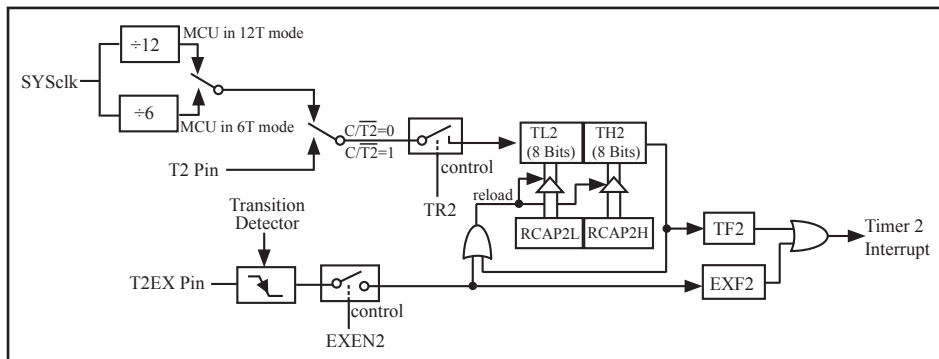 MCU in 12T mode
÷12
SYSclk
÷6
MCU in 6T mode
C/T2=0
C/T2=1
T2 Pin
control
TR2
TL2
(8 Bits)
TH2
(8 Bits)
reload
RCAP2L
RCAP2H
Transition
Detector
TF2
Timer 2
Interrupt
T2EX Pin
EXF2
control
EXEN2